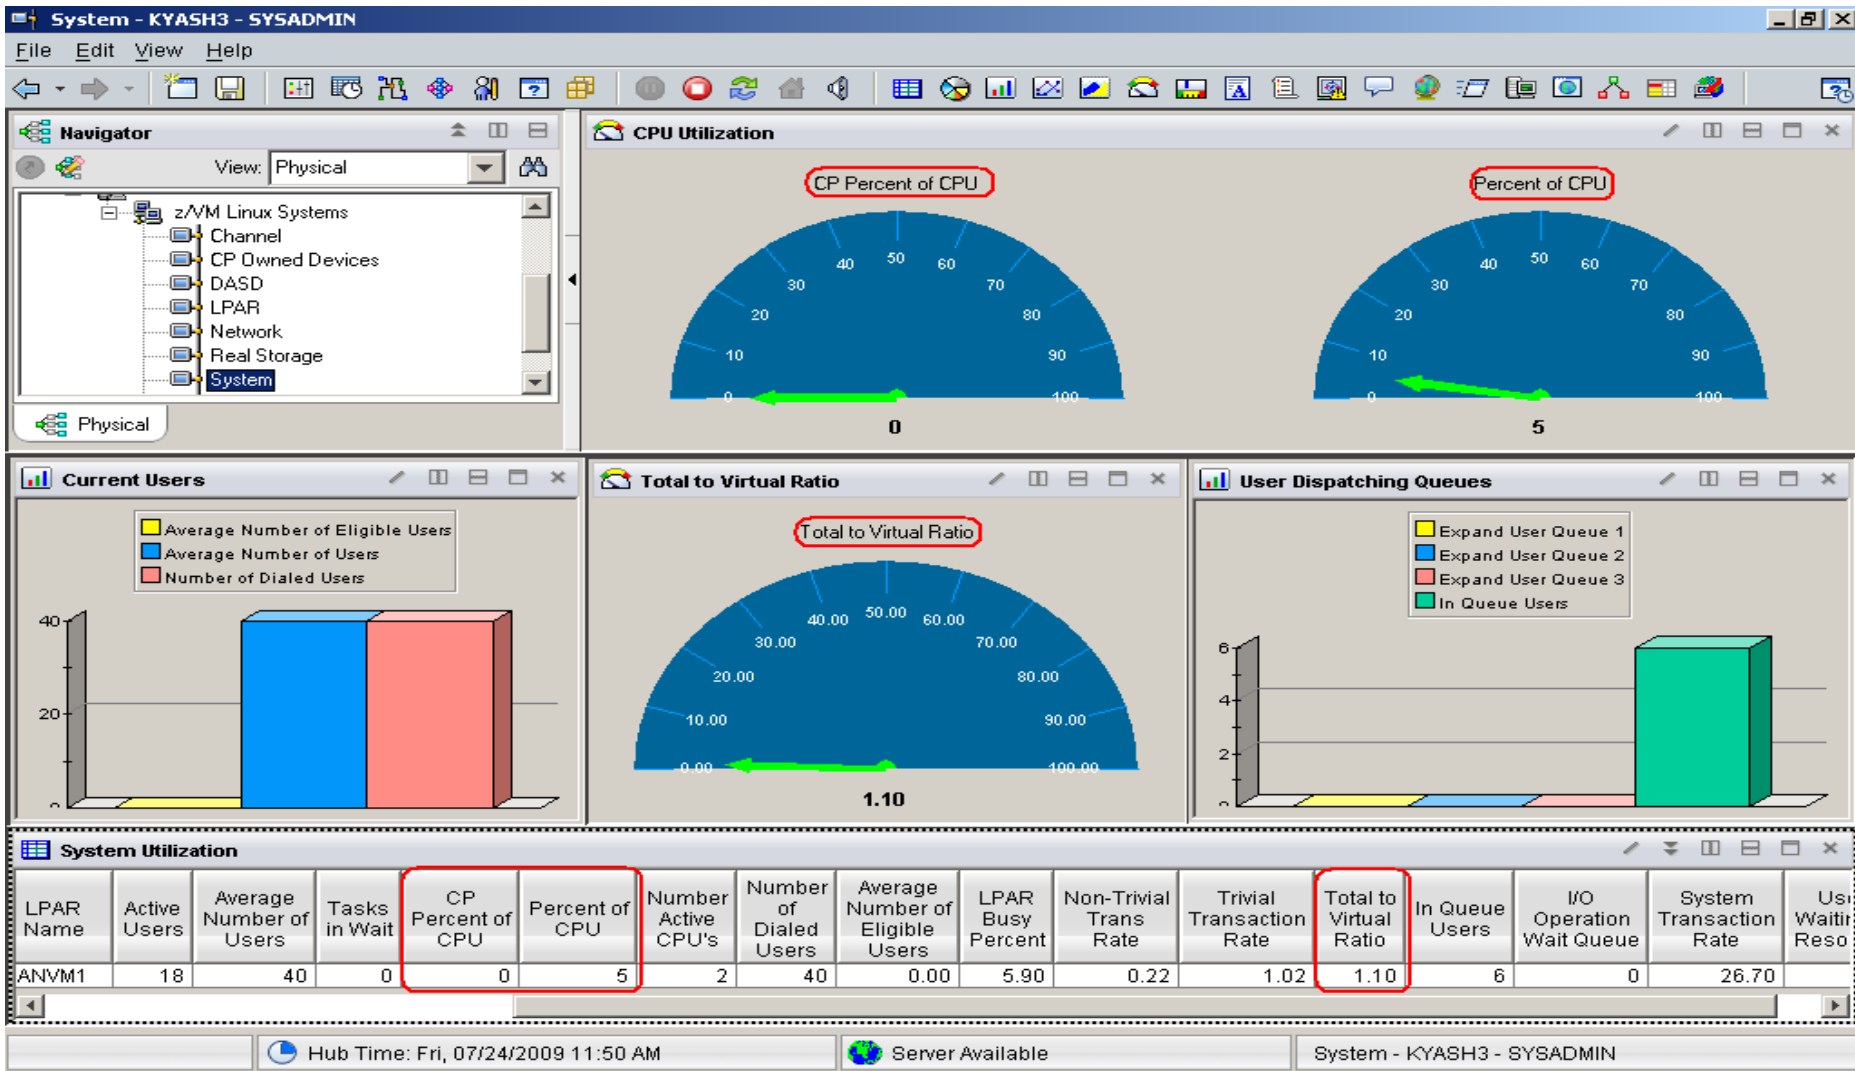 System - KYASH3 - SYSADMIN
File Edit View Help
Navigator
View: Physical
z/VM Linux Systems
Channel
CP Owned Devices
DASD
LPAR
Network
Real Storage
System
Physical
CPU Utilization
CP Percent of CPU
0 10 20 30 40 50 60 70 80 90 100
0
Percent of CPU
0 10 20 30 40 50 60 70 80 90 100
5
Current Users
Average Number of Eligible Users
Average Number of Users
Number of Dialed Users
40
20
0
Total to Virtual Ratio
Total to Virtual Ratio
0.00 10.00 20.00 30.00 40.00 50.00 60.00 70.00 80.00 90.00 100.00
1.10
User Dispatching Queues
Expand User Queue 1
Expand User Queue 2
Expand User Queue 3
In Queue Users
6
4
2
0
System Utilization
LPAR Name
Active Users
Average Number of Users
Tasks in Wait
CP Percent of CPU
Percent of CPU
Number Active CPU's
Number of Dialed Users
Average Number of Eligible Users
LPAR Busy Percent
Non-Trivial Trans Rate
Trivial Transaction Rate
Total to Virtual Ratio
In Queue Users
I/O Operation Wait Queue
System Transaction Rate
ANVM1 18 40 0 0 5 2 40 0.00 5.90 0.22 1.02 1.10 6 0 26.70
Hub Time: Fri, 07/24/2009 11:50 AM
Server Available
System - KYASH3 - SYSADMIN